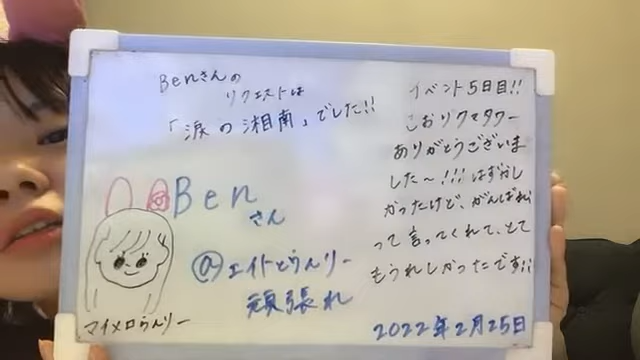 Benさんの
リクエストは
「涙の湘南」でした!!
Ben
さん
@エイトとうんりー
頑張れ
マイメロうんりー
イベント5日目!!
こおりクマタワー
ありがとうございま
した〜!!!はずかし
かったけど、がんばれ
って言ってくれて、とて
もうれしかったです!!
2022年2月25日